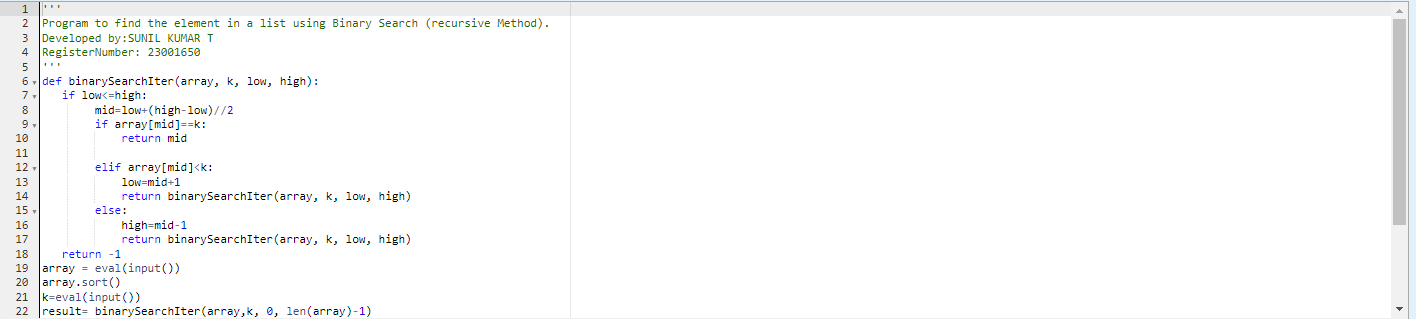 1 '''
2 Program to find the element in a list using Binary Search (recursive Method).
3 Developed by:SUNIL KUMAR T
4 RegisterNumber: 23001650
5 '''
6 def binarySearchIter(array, k, low, high):
7    if low<=high:
8         mid=low+(high-low)//2
9         if array[mid]==k:
10             return mid
11
12         elif array[mid]<k:
13             low=mid+1
14             return binarySearchIter(array, k, low, high)
15         else:
16             high=mid-1
17             return binarySearchIter(array, k, low, high)
18    return -1
19 array = eval(input())
20 array.sort()
21 k=eval(input())
22 result= binarySearchIter(array,k, 0, len(array)-1)